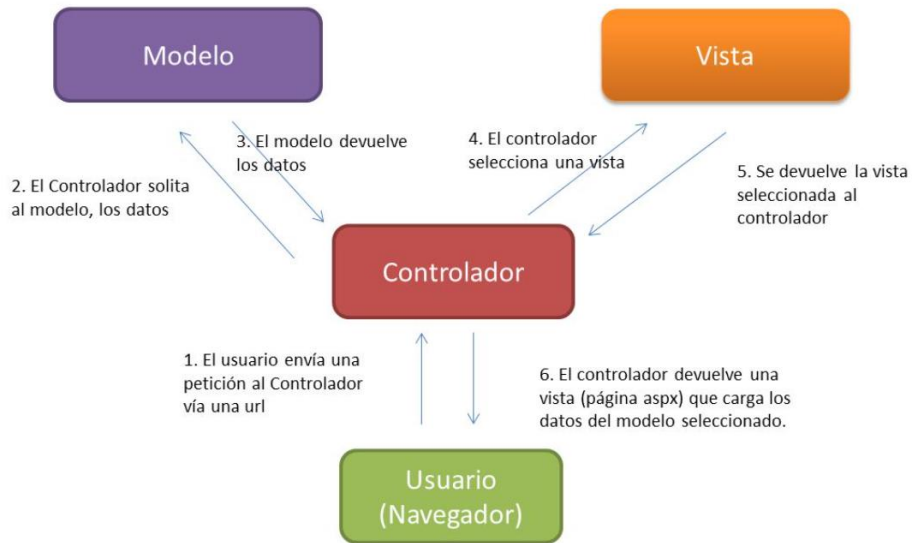 Modelo
Vista
3. El modelo devuelve
los datos
4. El controlador
selecciona una vista
2. El Controlador solita
al modelo, los datos
5. Se devuelve la vista
seleccionada al
controlador
Controlador
1. El usuario envía una
petición al Controlador
vía una url
6. El controlador devuelve una
vista (página aspx) que carga los
datos del modelo seleccionado.
Usuario
(Navegador)